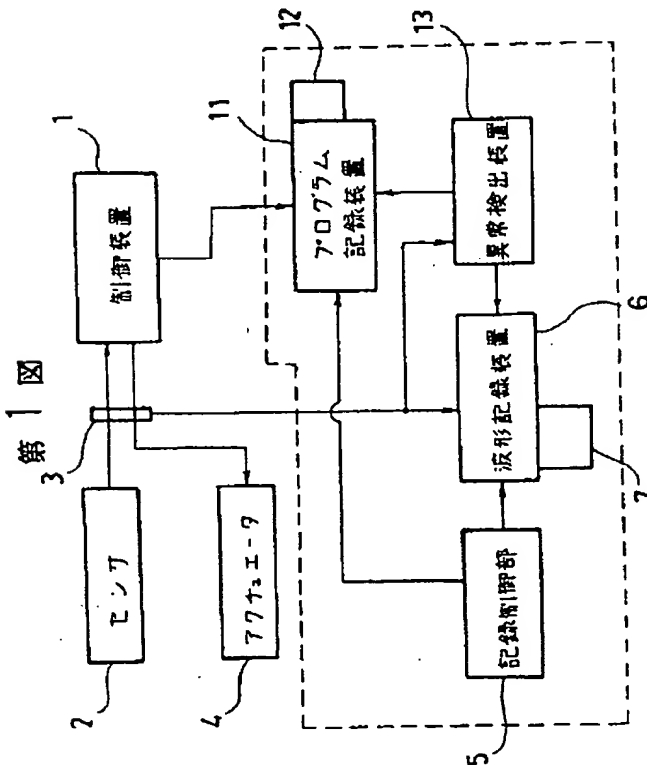 第1図
1
制御装置
3
センサ
2
アクチュエータ
4
12
11
プログラム
記録装置
13
異常検出装置
波形記録装置
6
7
記録制御部
5